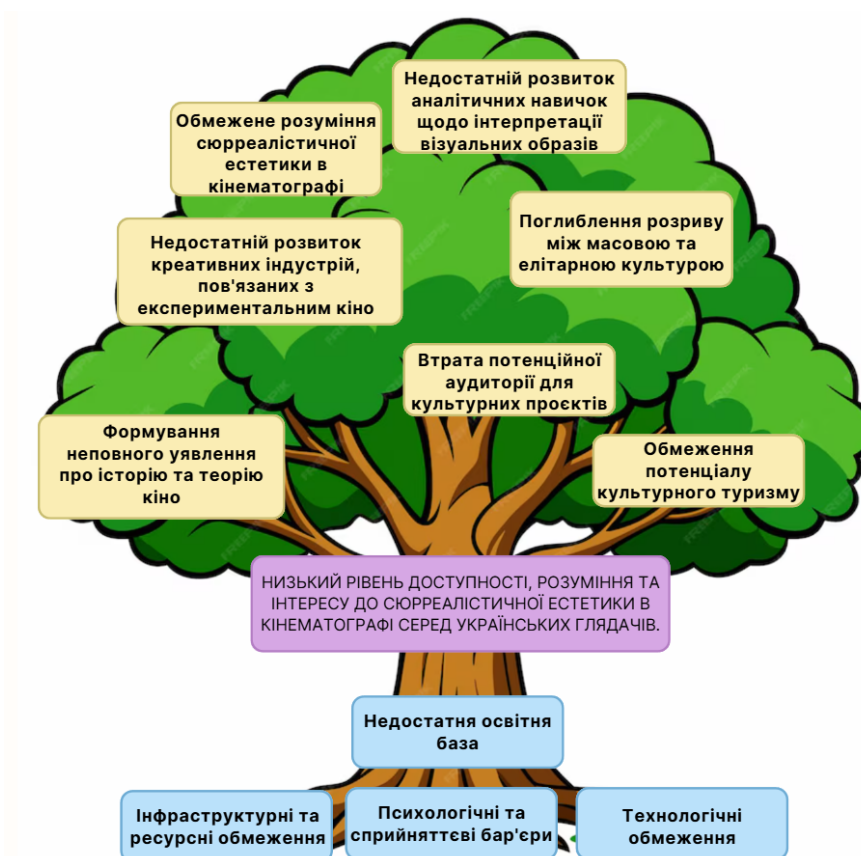 Недостатній розвиток
аналітичних навичок
щодо інтерпретації
візуальних образів
Обмежене розуміння
сюрреалістичної
естетики в
кінематографі
Поглиблення розриву
між масовою та
елітарною культурою
Недостатній розвиток
креативних індустрій,
пов'язаних з
експериментальним кіно
Втрата потенційної
аудиторії для
культурних проєктів
Формування
неповного уявлення
про історію та теорію
кіно
Обмеження
потенціалу
культурного туризму
НИЗЬКИЙ РІВЕНЬ ДОСТУПНОСТІ, РОЗУМІННЯ ТА
ІНТЕРЕСУ ДО СЮРРЕАЛІСТИЧНОЇ ЕСТЕТИКИ В
КІНЕМАТОГРАФІ СЕРЕД УКРАЇНСЬКИХ ГЛЯДАЧІВ.
Недостатня освітня
база
Інфраструктурні та
ресурсні обмеження
Психологічні та
сприйняттєві бар'єри
Технологічні
обмеження